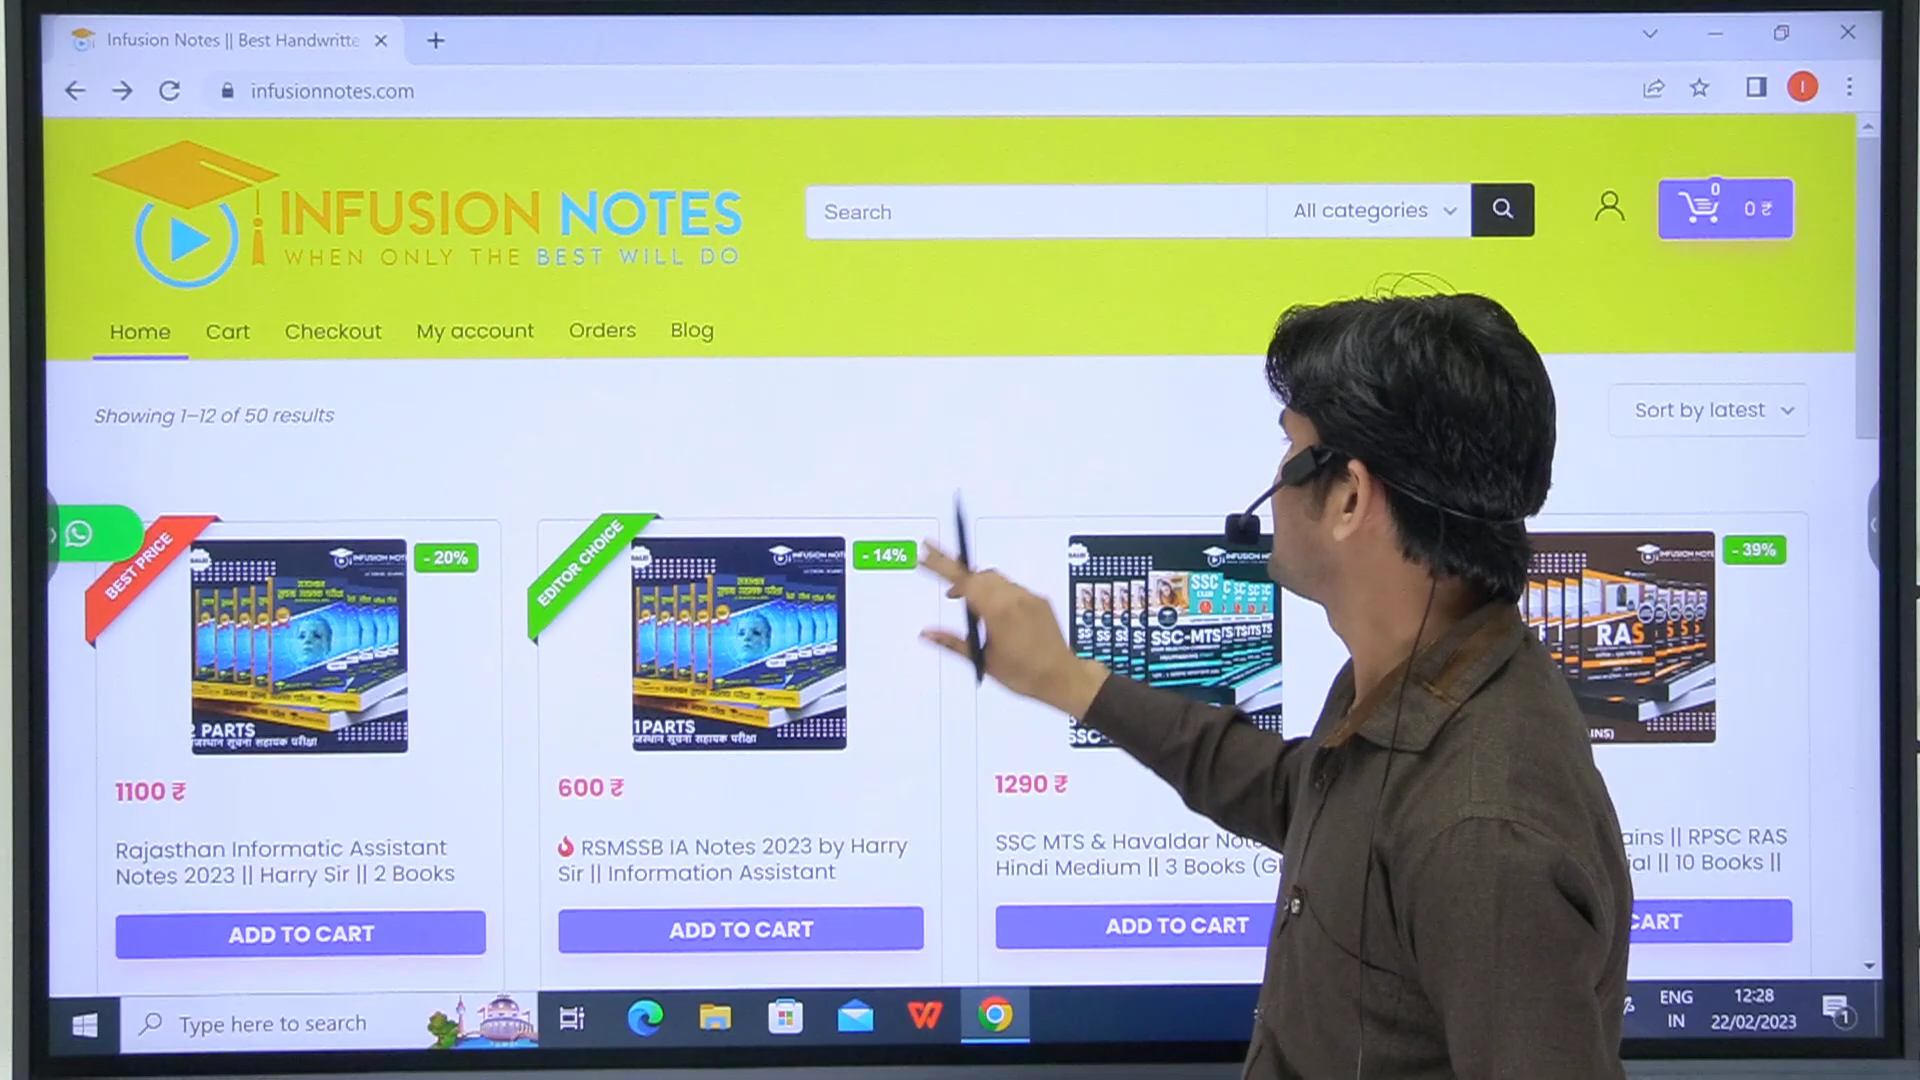 Infusion Notes || Best Handwritte
infusionnotes.com
I
INFUSION NOTES
WHEN ONLY THE BEST WILL DO
Search
All categories
0
0 ₹
Home Cart Checkout My account Orders Blog
Showing 1–12 of 50 results
Sort by latest
BEST PRICE
- 20%
2 PARTS
EDITOR CHOICE
- 14%
1PARTS
SSC
SSC-MTS
- 39%
RAS
1100 ₹
600 ₹
1290 ₹
Rajasthan Informatic Assistant
Notes 2023 || Harry Sir || 2 Books
RSMSSB IA Notes 2023 by Harry
Sir || Information Assistant
SSC MTS & Havaldar
Hindi Medium || 3 Books
|| RPSC RAS
|| 10 Books ||
ADD TO CART
ADD TO CART
ADD TO CART
CART
Type here to search
ENG
IN
12:28
22/02/2023
1